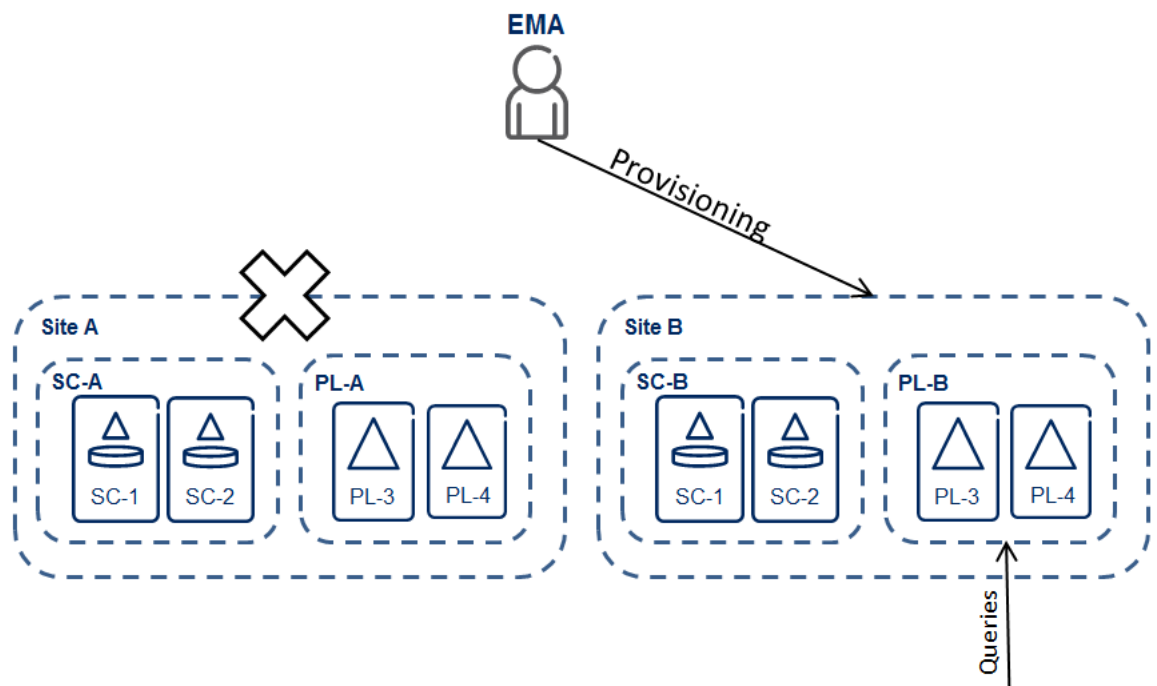 EMA
Provisioning
Site A
Site B
SC-A
PL-A
SC-B
PL-B
SC-1
SC-2
PL-3
PL-4
SC-1
SC-2
PL-3
PL-4
Queries